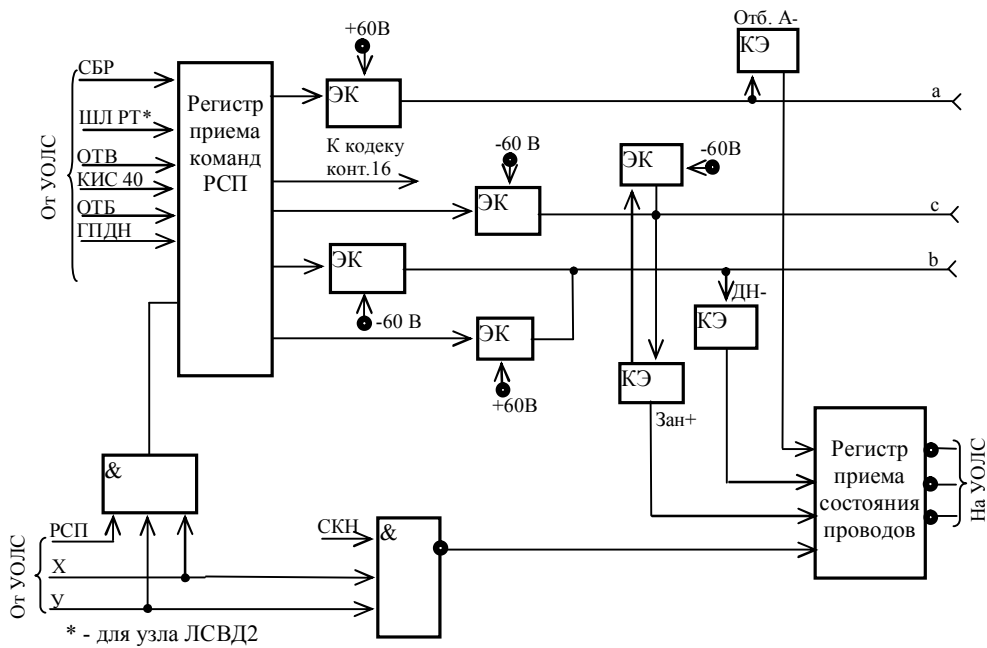 Отб. А-
+60В
КЭ
СБР
ЭК
Регистр
приема
команд
РСП
a
ШЛ РТ*
От УОЛС
К кодеку
конт.16
-60 В
ЭК
-60В
ОТВ
КИС 40
ЭК
c
ОТБ
ГПДН
ЭК
b
ДН-
-60 В
КЭ
ЭК
КЭ
+60В
Зан+
Регистр
приема
состояния
проводов
На УОЛС
&
РСП
СКН
&
От УОЛС
Х
У
* - для узла ЛСВД2